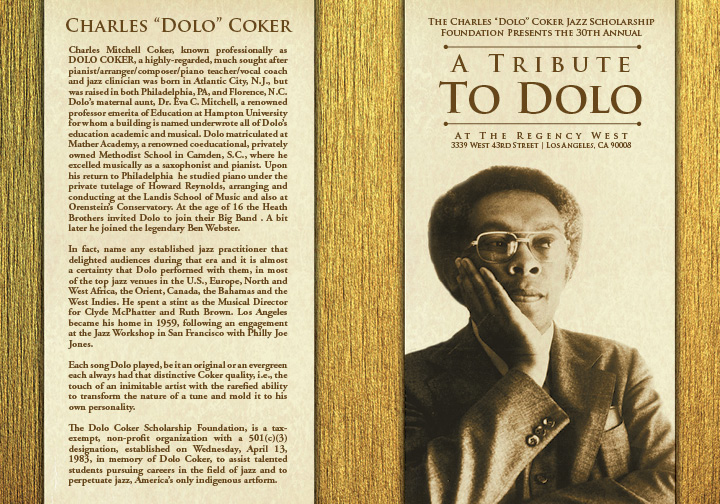 CHARLES “DOLO” COKER
Charles Mitchell Coker, known professionally as
DOLO COKER, a highly-regarded, much sought after
pianist/arranger/composer/piano teacher/vocal coach
and jazz clinician was born in Atlantic City, N.J., but
was raised in both Philadelphia, PA, and Florence, N.C.
Dolo’s maternal aunt, Dr. Eva C. Mitchell, a renowned
professor emerita of Education at Hampton University
for whom a building is named underwrote all of Dolo’s
education academic and musical. Dolo matriculated at
Mather Academy, a renowned coeducational, privately
owned Methodist School in Camden, S.C., where he
excelled musically as a saxophonist and pianist. Upon
his return to Philadelphia he studied piano under the
private tutelage of Howard Reynolds, arranging and
conducting at the Landis School of Music and also at
Orenstein’s Conservatory. At the age of 16 the Heath
Brothers invited Dolo to join their Big Band . A bit
later he joined the legendary Ben Webster.
In fact, name any established jazz practitioner that
delighted audiences during that era and it is almost
a certainty that Dolo performed with them, in most
of the top jazz venues in the U.S., Europe, North and
West Africa, the Orient, Canada, the Bahamas and the
West Indies. He spent a stint as the Musical Director
for Clyde McPhatter and Ruth Brown. Los Angeles
became his home in 1959, following an engagement
at the Jazz Workshop in San Francisco with Philly Joe
Jones.
Each song Dolo played, be it an original or an evergreen
each always had that distinctive Coker quality, i.e., the
touch of an inimitable artist with the rarefied ability
to transform the nature of a tune and mold it to his
own personality.
The Dolo Coker Scholarship Foundation, is a tax-
exempt, non-profit organization with a 501(c)(3)
designation, established on Wednesday, April 13,
1983, in memory of Dolo Coker, to assist talented
students pursuing careers in the field of jazz and to
perpetuate jazz, America’s only indigenous artform.
THE CHARLES “DOLO” COKER JAZZ SCHOLARSHIP
FOUNDATION PRESENTS THE 30TH ANNUAL
A TRIBUTE
TO DOLO
AT THE REGENCY WEST
3339 WEST 43RD STREET | LOS ANGELES, CA 90008